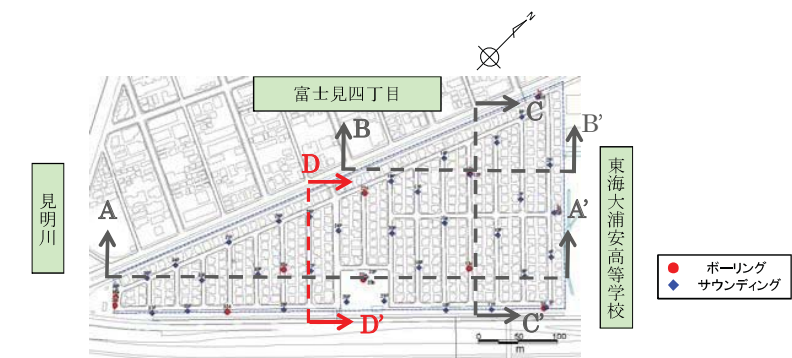 N
富士見四丁目
C
B
B'
D
見明川
東海大浦安高等学校
A
A'
ボーリング
サウンディング
D'
C'
0 50 100
m